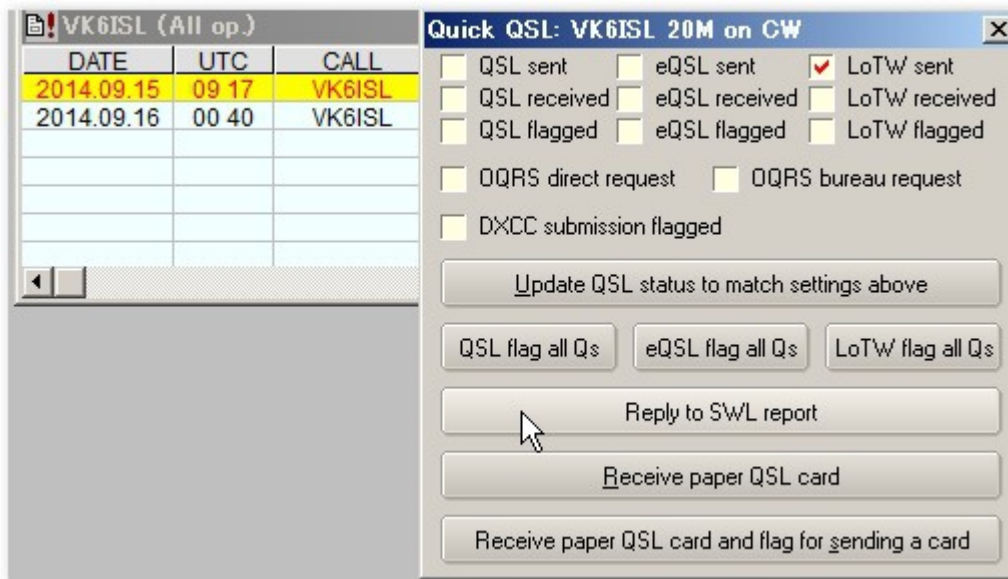 VK6ISL (All op.)
DATE UTC CALL
2014.09.15 09 17 VK6ISL
2014.09.16 00 40 VK6ISL
Quick QSL: VK6ISL 20M on CW
QSL sent eQSL sent LoTW sent
QSL received eQSL received LoTW received
QSL flagged eQSL flagged LoTW flagged
OQRS direct request OQRS bureau request
DXCC submission flagged
Update QSL status to match settings above
QSL flag all Qs eQSL flag all Qs LoTW flag all Qs
Reply to SWL report
Receive paper QSL card
Receive paper QSL card and flag for sending a card